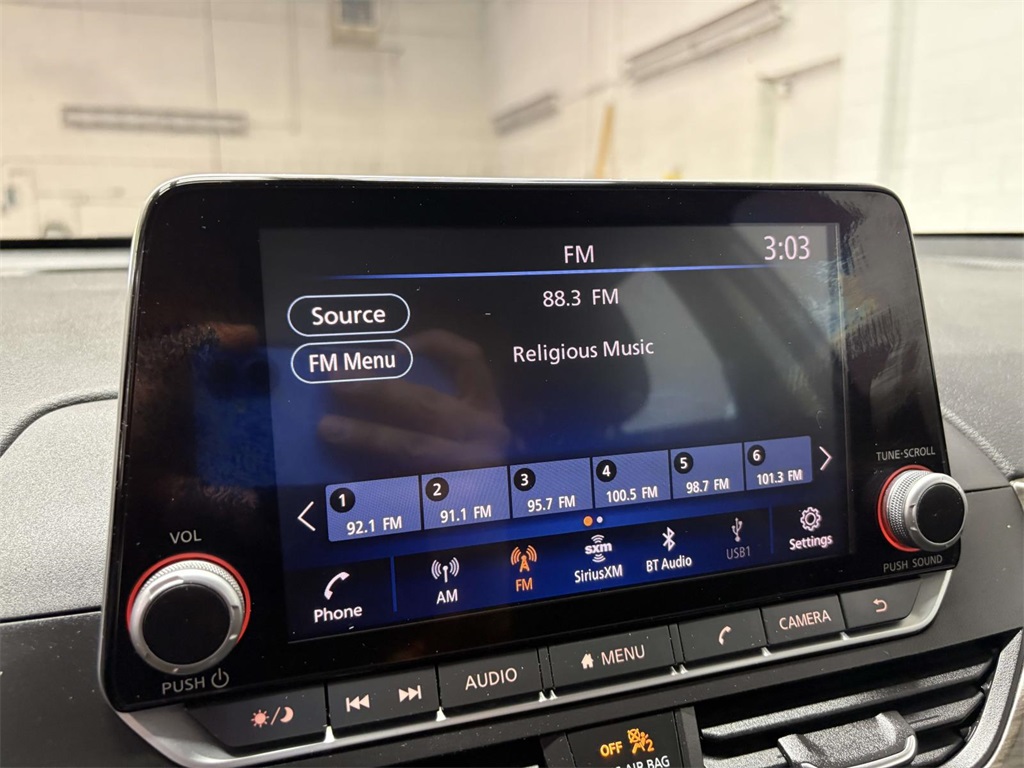 FM 3:03
88.3 FM
Source
Religious Music
FM Menu
1 2 3 4 5 6
92.1 FM 91.1 FM 95.7 FM 100.5 FM 98.7 FM 101.3 FM
TUNE-SCROLL
VOL
Phone AM FM sxm SiriusXM BT Audio USB1 Settings
PUSH SOUND
PUSH
AUDIO MENU CAMERA
OFF 2
AIR BAG